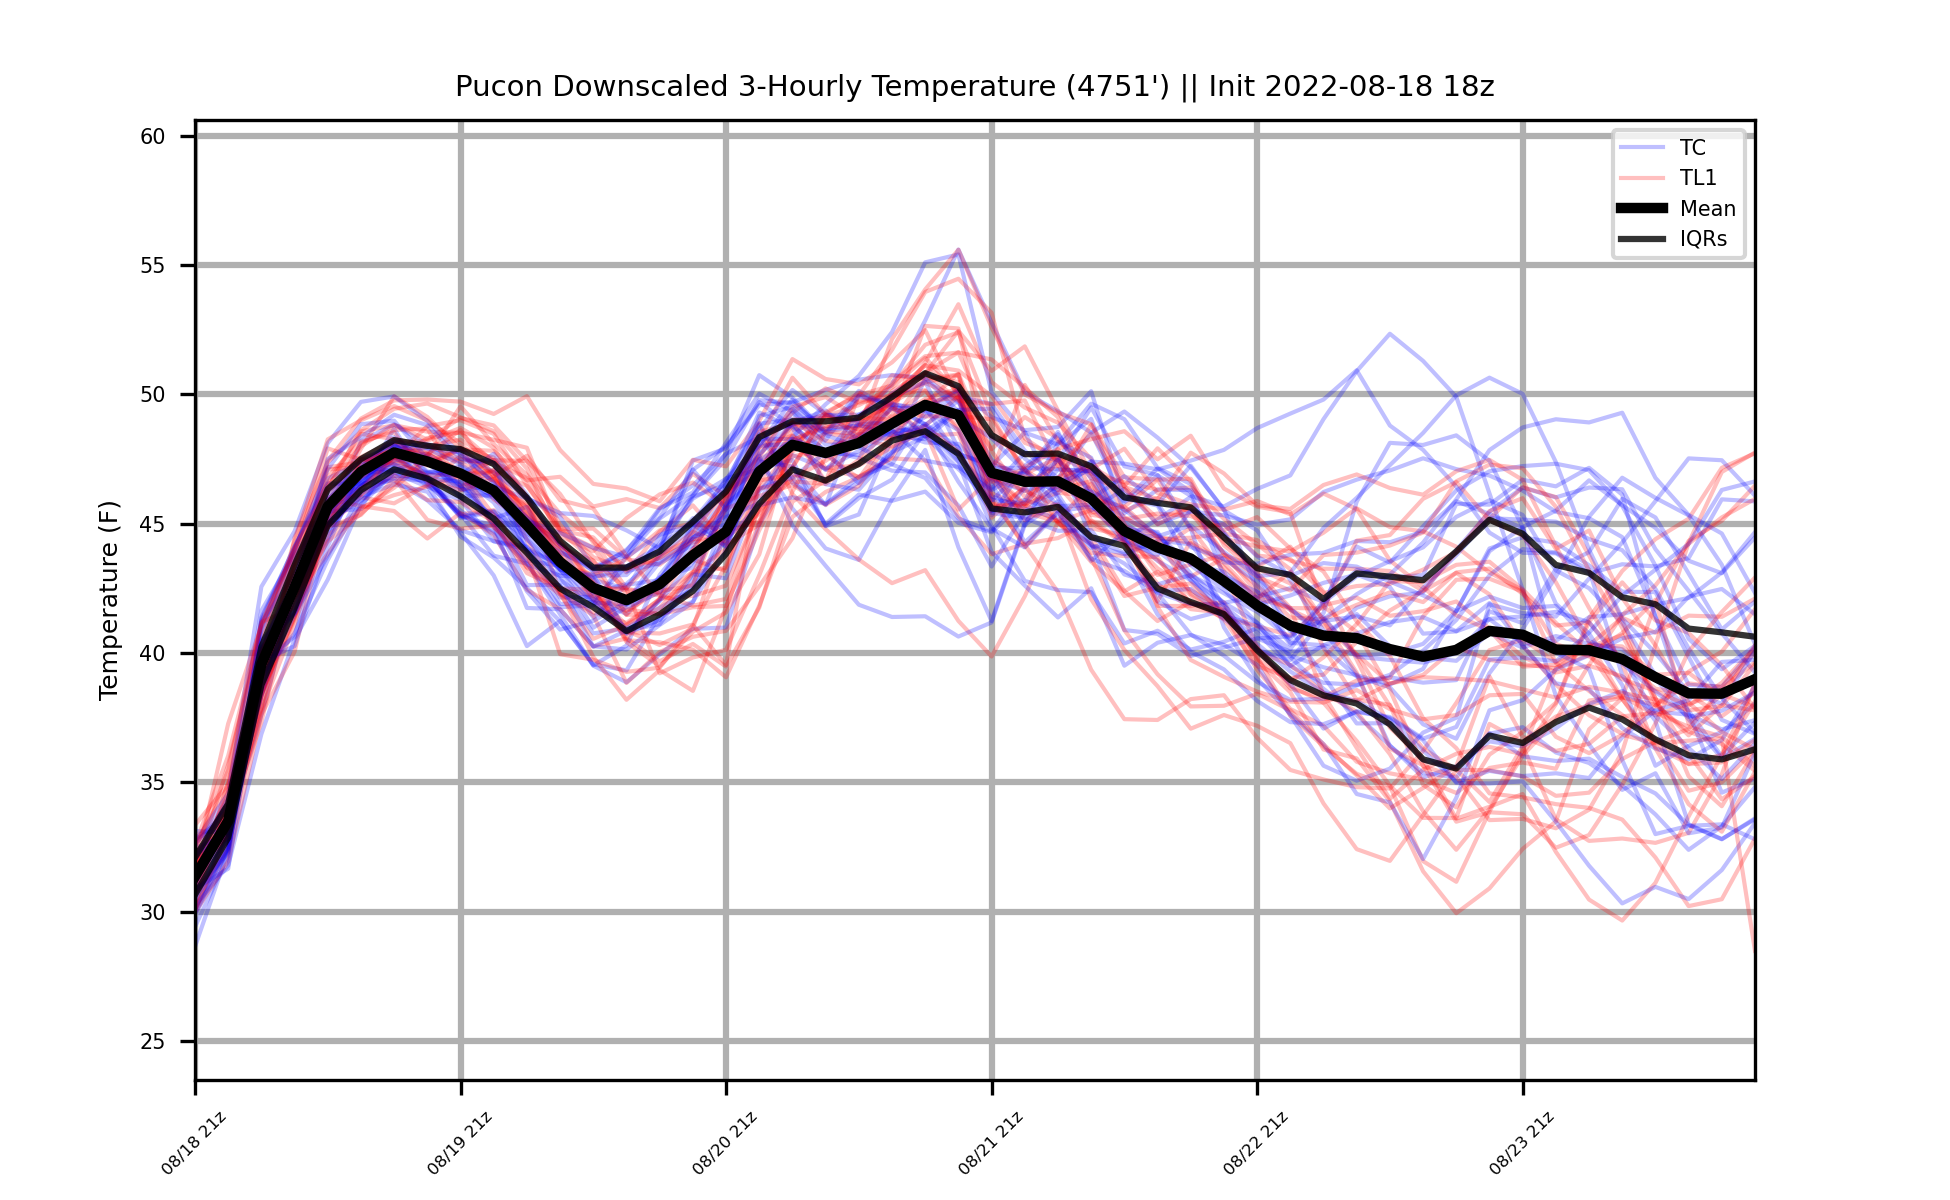 Pucon Downscaled 3-Hourly Temperature (4751') || Init 2022-08-18 18z
TC
TL1
Mean
IQRs
Temperature (F)
60
55
50
45
40
35
30
25
08/18 21z
08/19 21z
08/20 21z
08/21 21z
08/22 21z
08/23 21z